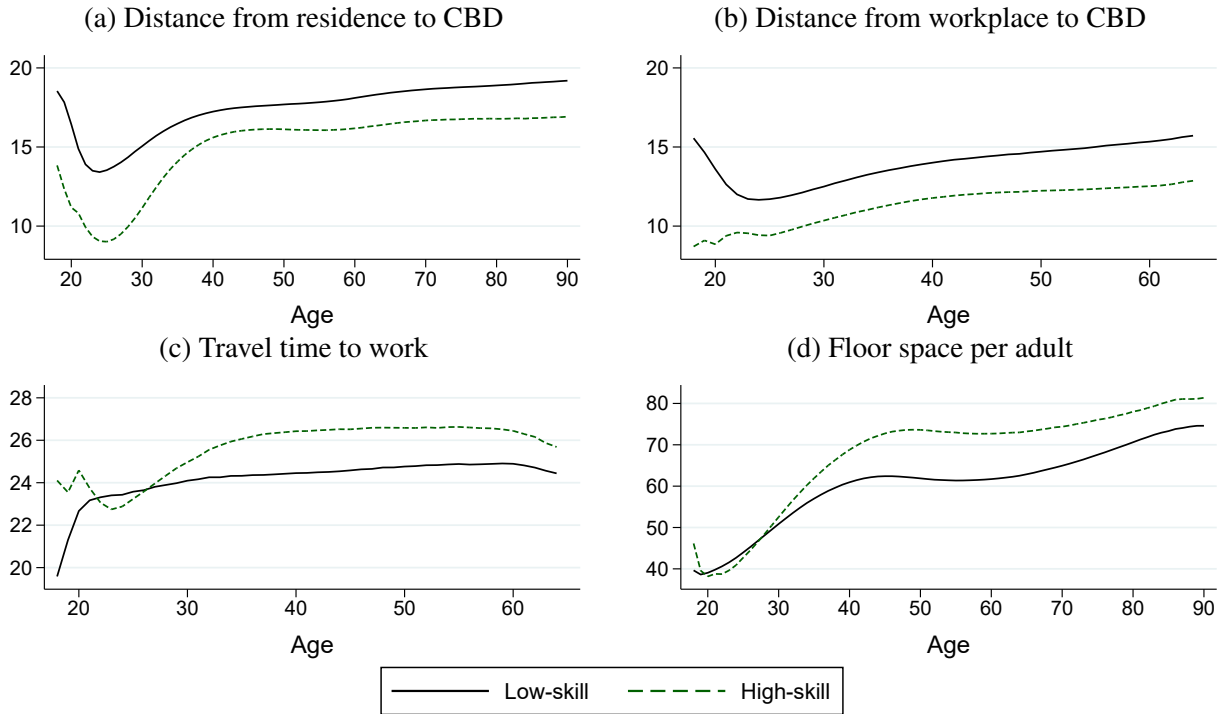 (a) Distance from residence to CBD
20
15
10
20 30 40 50 60 70 80 90
Age
(b) Distance from workplace to CBD
20
15
10
20 30 40 50 60
Age
(c) Travel time to work
28
26
24
22
20
20 30 40 50 60
Age
(d) Floor space per adult
80
70
60
50
40
20 30 40 50 60 70 80 90
Age
Low-skill High-skill